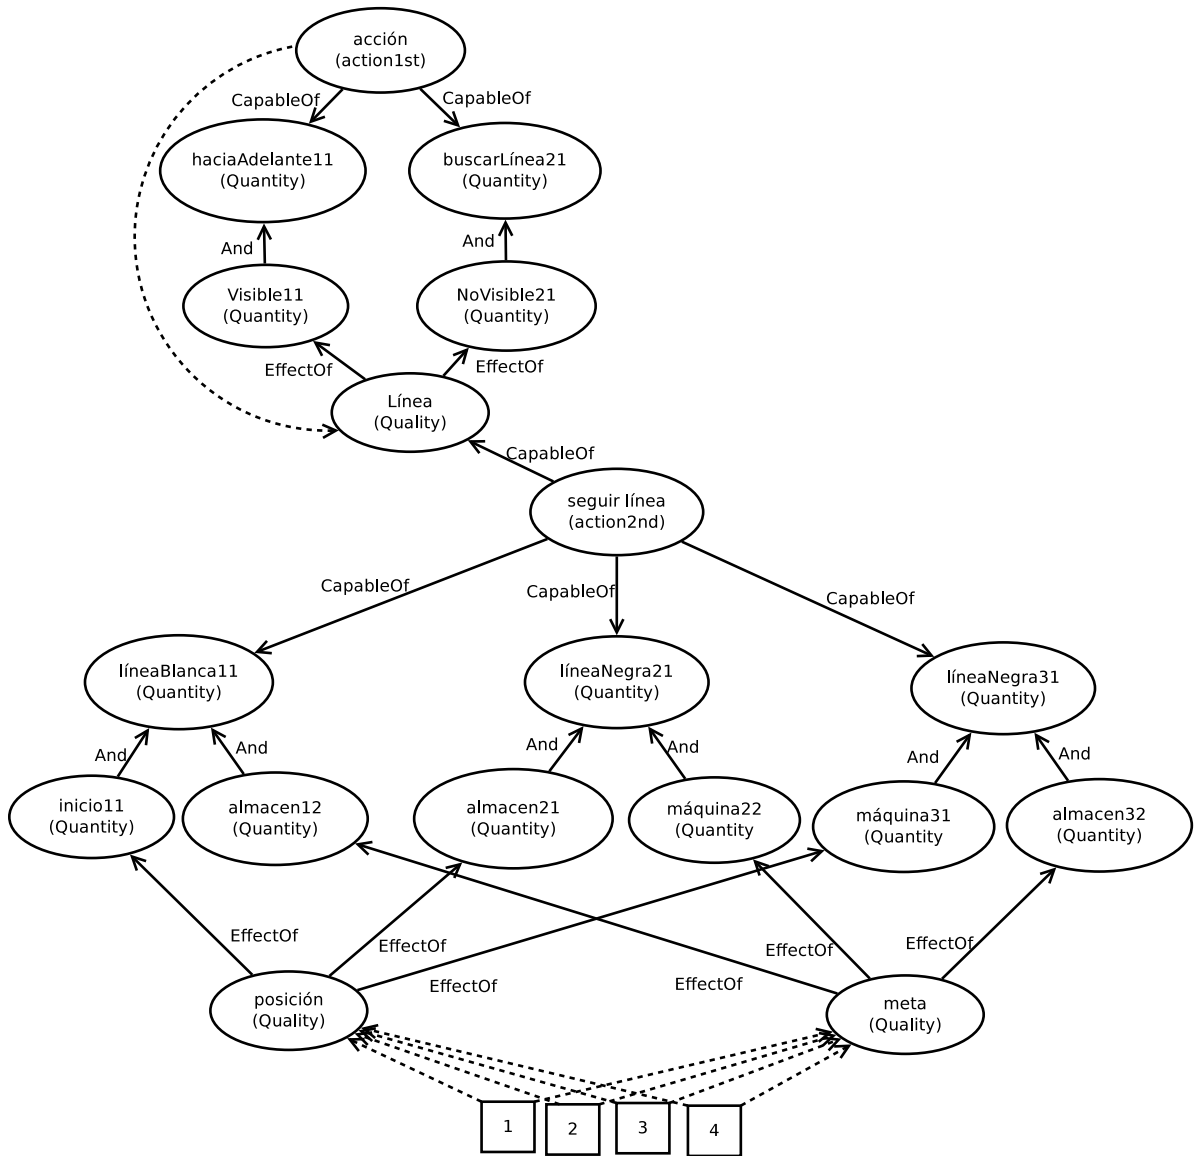 acción
(action1st)
CapableOf
CapableOf
haciaAdelante11
(Quantity)
buscarLínea21
(Quantity)
And
And
Visible11
(Quantity)
NoVisible21
(Quantity)
EffectOf
EffectOf
Línea
(Quality)
CapableOf
seguir línea
(action2nd)
CapableOf
CapableOf
CapableOf
líneaBlanca11
(Quantity)
líneaNegra21
(Quantity)
líneaNegra31
(Quantity)
And
And
And
And
And
And
inicio11
(Quantity)
almacen12
(Quantity)
almacen21
(Quantity)
máquina22
(Quantity
máquina31
(Quantity
almacen32
(Quantity)
EffectOf
EffectOf
EffectOf
EffectOf
EffectOf
EffectOf
posición
(Quality)
meta
(Quality)
1
2
3
4